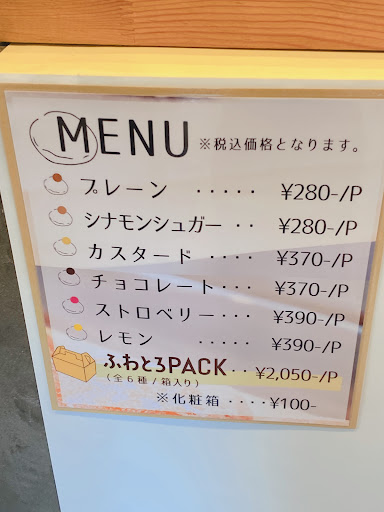 MENU ※税込価格となります。
プレーン ····· ¥280-/P
シナモンシュガー ·· ¥280-/P
カスタード ···· ¥370-/P
チョコレート ···· ¥370-/P
ストロベリー ···· ¥390-/P
レモン ···· ¥390-/P
ふわとろPACK ·· ¥2,050-/P
（全6種/箱入り）
※化粧箱 ···· ¥100-